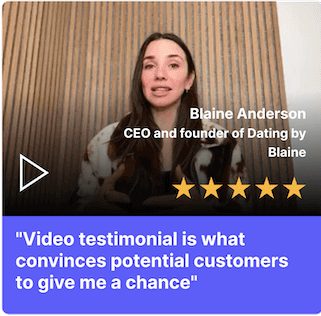 Blaine Anderson
CEO and founder of Dating by
Blaine
"Video testimonial is what
convinces potential customers
to give me a chance"